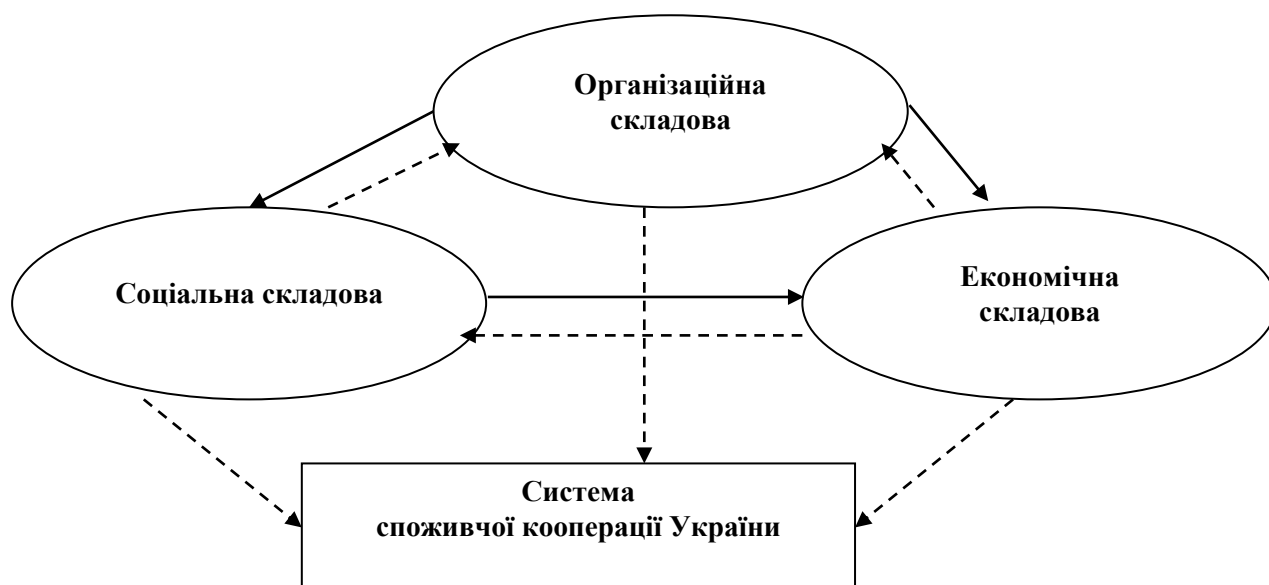 Організаційна
складова
Соціальна складова
Економічна
складова
Система
споживчої кооперації України